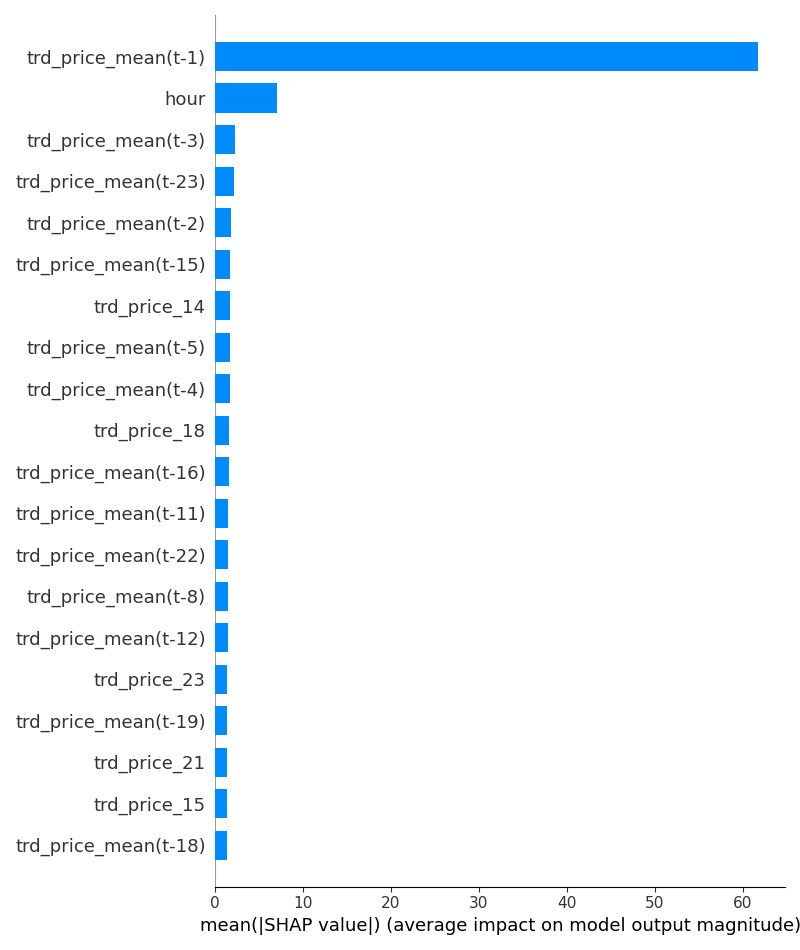 trd_price_mean(t-1)
hour
trd_price_mean(t-3)
trd_price_mean(t-23)
trd_price_mean(t-2)
trd_price_mean(t-15)
trd_price_14
trd_price_mean(t-5)
trd_price_mean(t-4)
trd_price_18
trd_price_mean(t-16)
trd_price_mean(t-11)
trd_price_mean(t-22)
trd_price_mean(t-8)
trd_price_mean(t-12)
trd_price_23
trd_price_mean(t-19)
trd_price_21
trd_price_15
trd_price_mean(t-18)
0 10 20 30 40 50 60
mean(|SHAP value|) (average impact on model output magnitude)